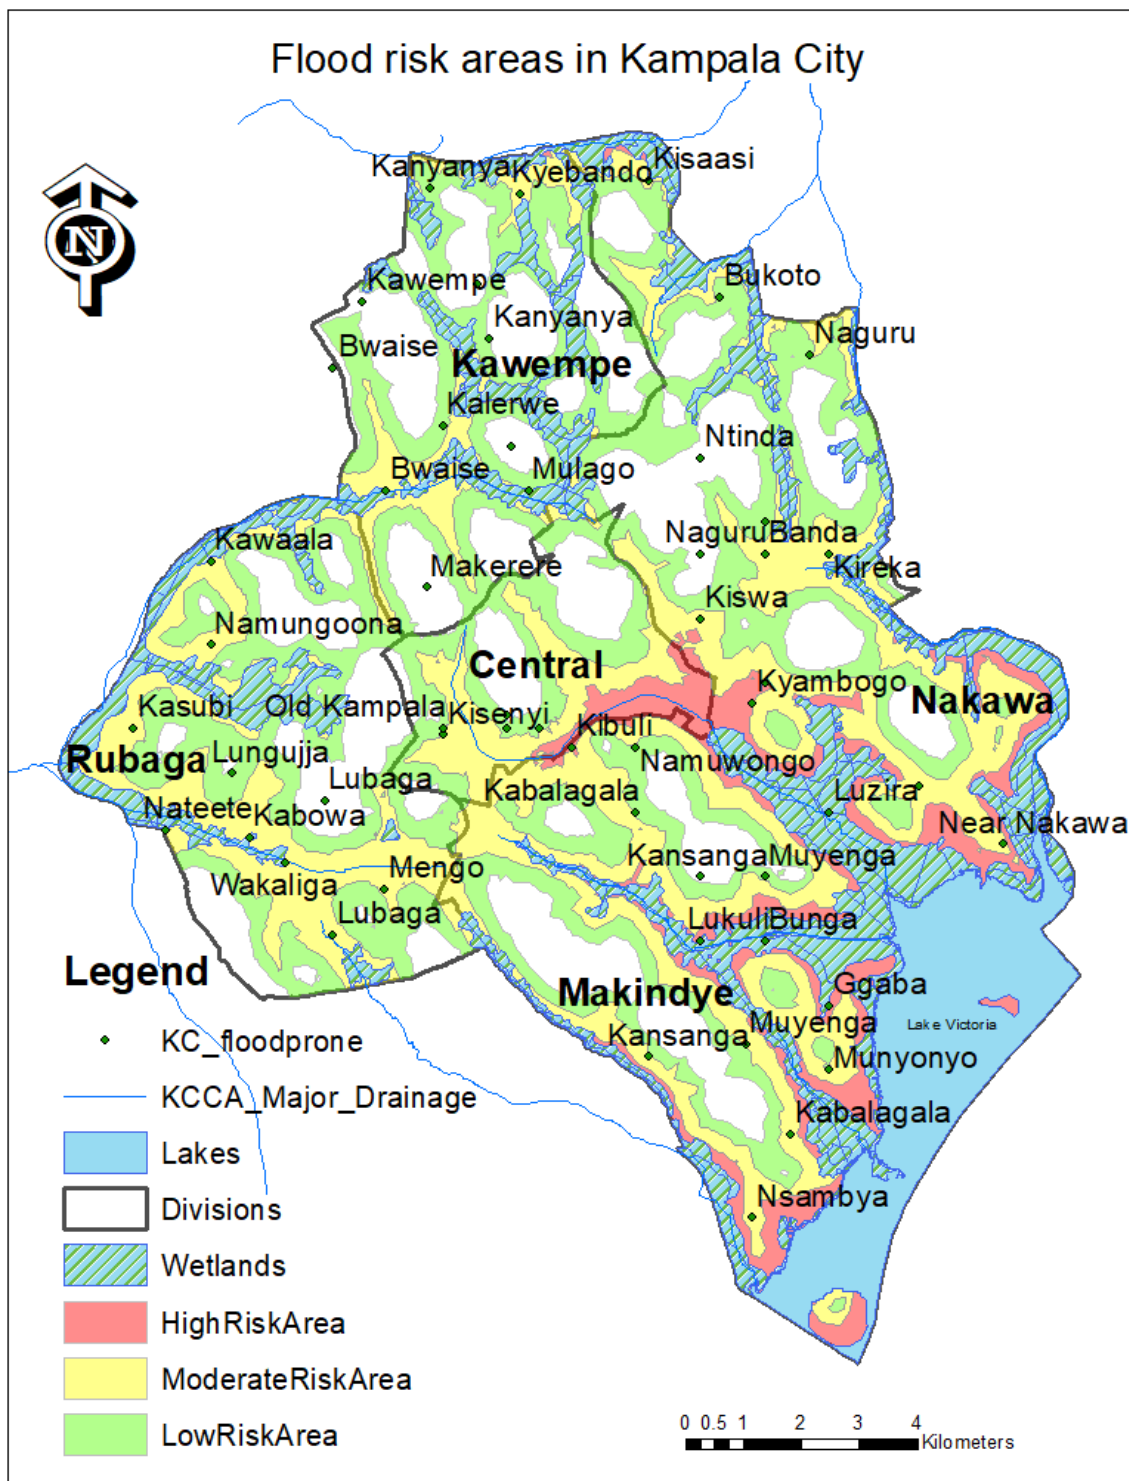 Flood risk areas in Kampala City
N
Kanyanya
Kyebando
Kisaasi
Kawempe
Bukoto
Kanyanya
Naguru
Bwaise
Kawempe
Kalerwe
Ntinda
Bwaise
Mulago
Kawaala
Naguru
Banda
Makerere
Kireka
Kiswa
Namungoona
Central
Kyambogo
Nakawa
Kasubi
Old Kampala
Kisenyi
Kibuli
Rubaga
Lungujja
Namuwongo
Lubaga
Kabalagala
Luzira
Nateete
Kabowa
Near Nakawa
Wakaliga
Mengo
Kansanga
Muyenga
Lubaga
Lukuli
Bunga
Makindye
Ggaba
Muyenga
Lake Victoria
Kansanga
Munyonyo
Kabalagala
Nsambya
Legend
KC_floodprone
KCCA_Major_Drainage
Lakes
Divisions
Wetlands
HighRiskArea
ModerateRiskArea
LowRiskArea
0 0.5 1 2 3 4
Kilometers